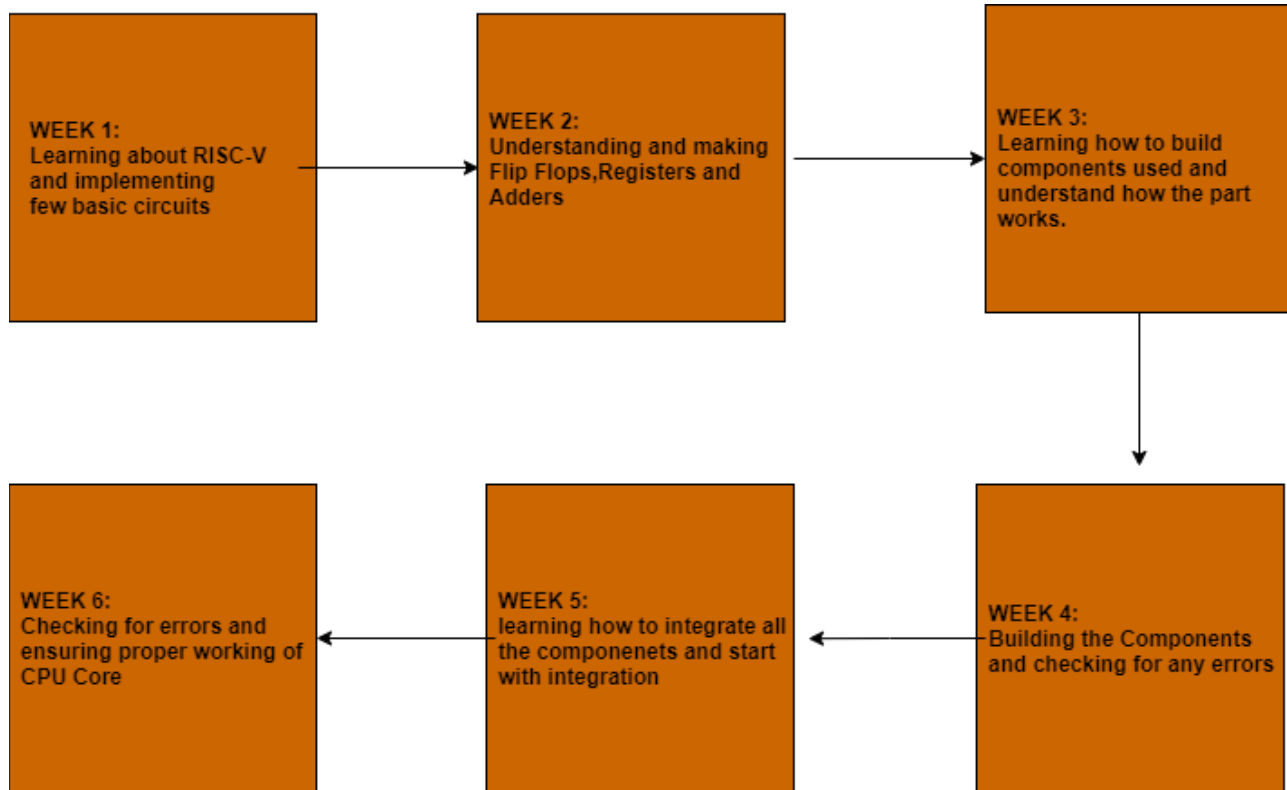 WEEK 1:
Learning about RISC-V
and implementing
few basic circuits
WEEK 2:
Understanding and making
Flip Flops,Registers and
Adders
WEEK 3:
Learning how to build
components used and
understand how the part
works.
WEEK 4:
Building the Components
and checking for any errors
WEEK 5:
learning how to integrate all
the componenets and start
with integration
WEEK 6:
Checking for errors and
ensuring proper working of
CPU Core